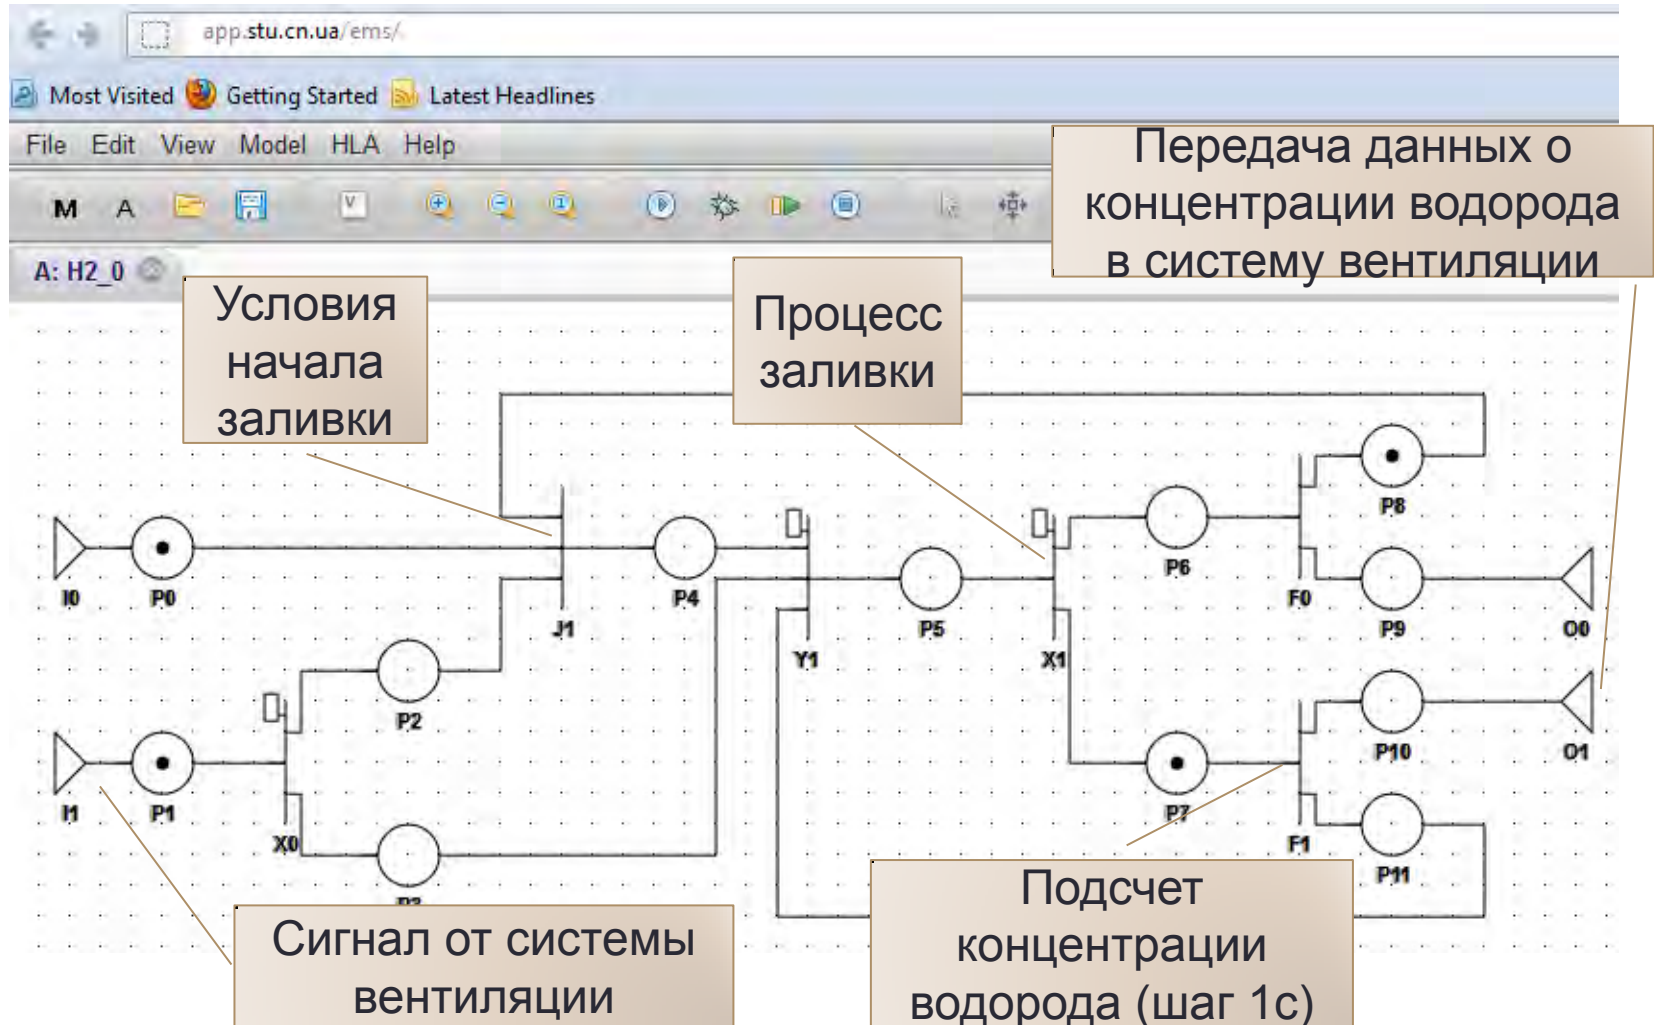 app.stu.cn.ua/ems/
Most Visited Getting Started Latest Headlines
File Edit View Model HLA Help
M A V
A: H2_0
Передача данных о
концентрации водорода
в систему вентиляции
Условия
начала
заливки
Процесс
заливки
P8
I0 P0 J1 P4 Y1 P5 X1 P6 F0 P9 O0
P2
I1 P1 X0 P7 F1 P10 O1
P11
Сигнал от системы
вентиляции
Подсчет
концентрации
водорода (шаг 1с)